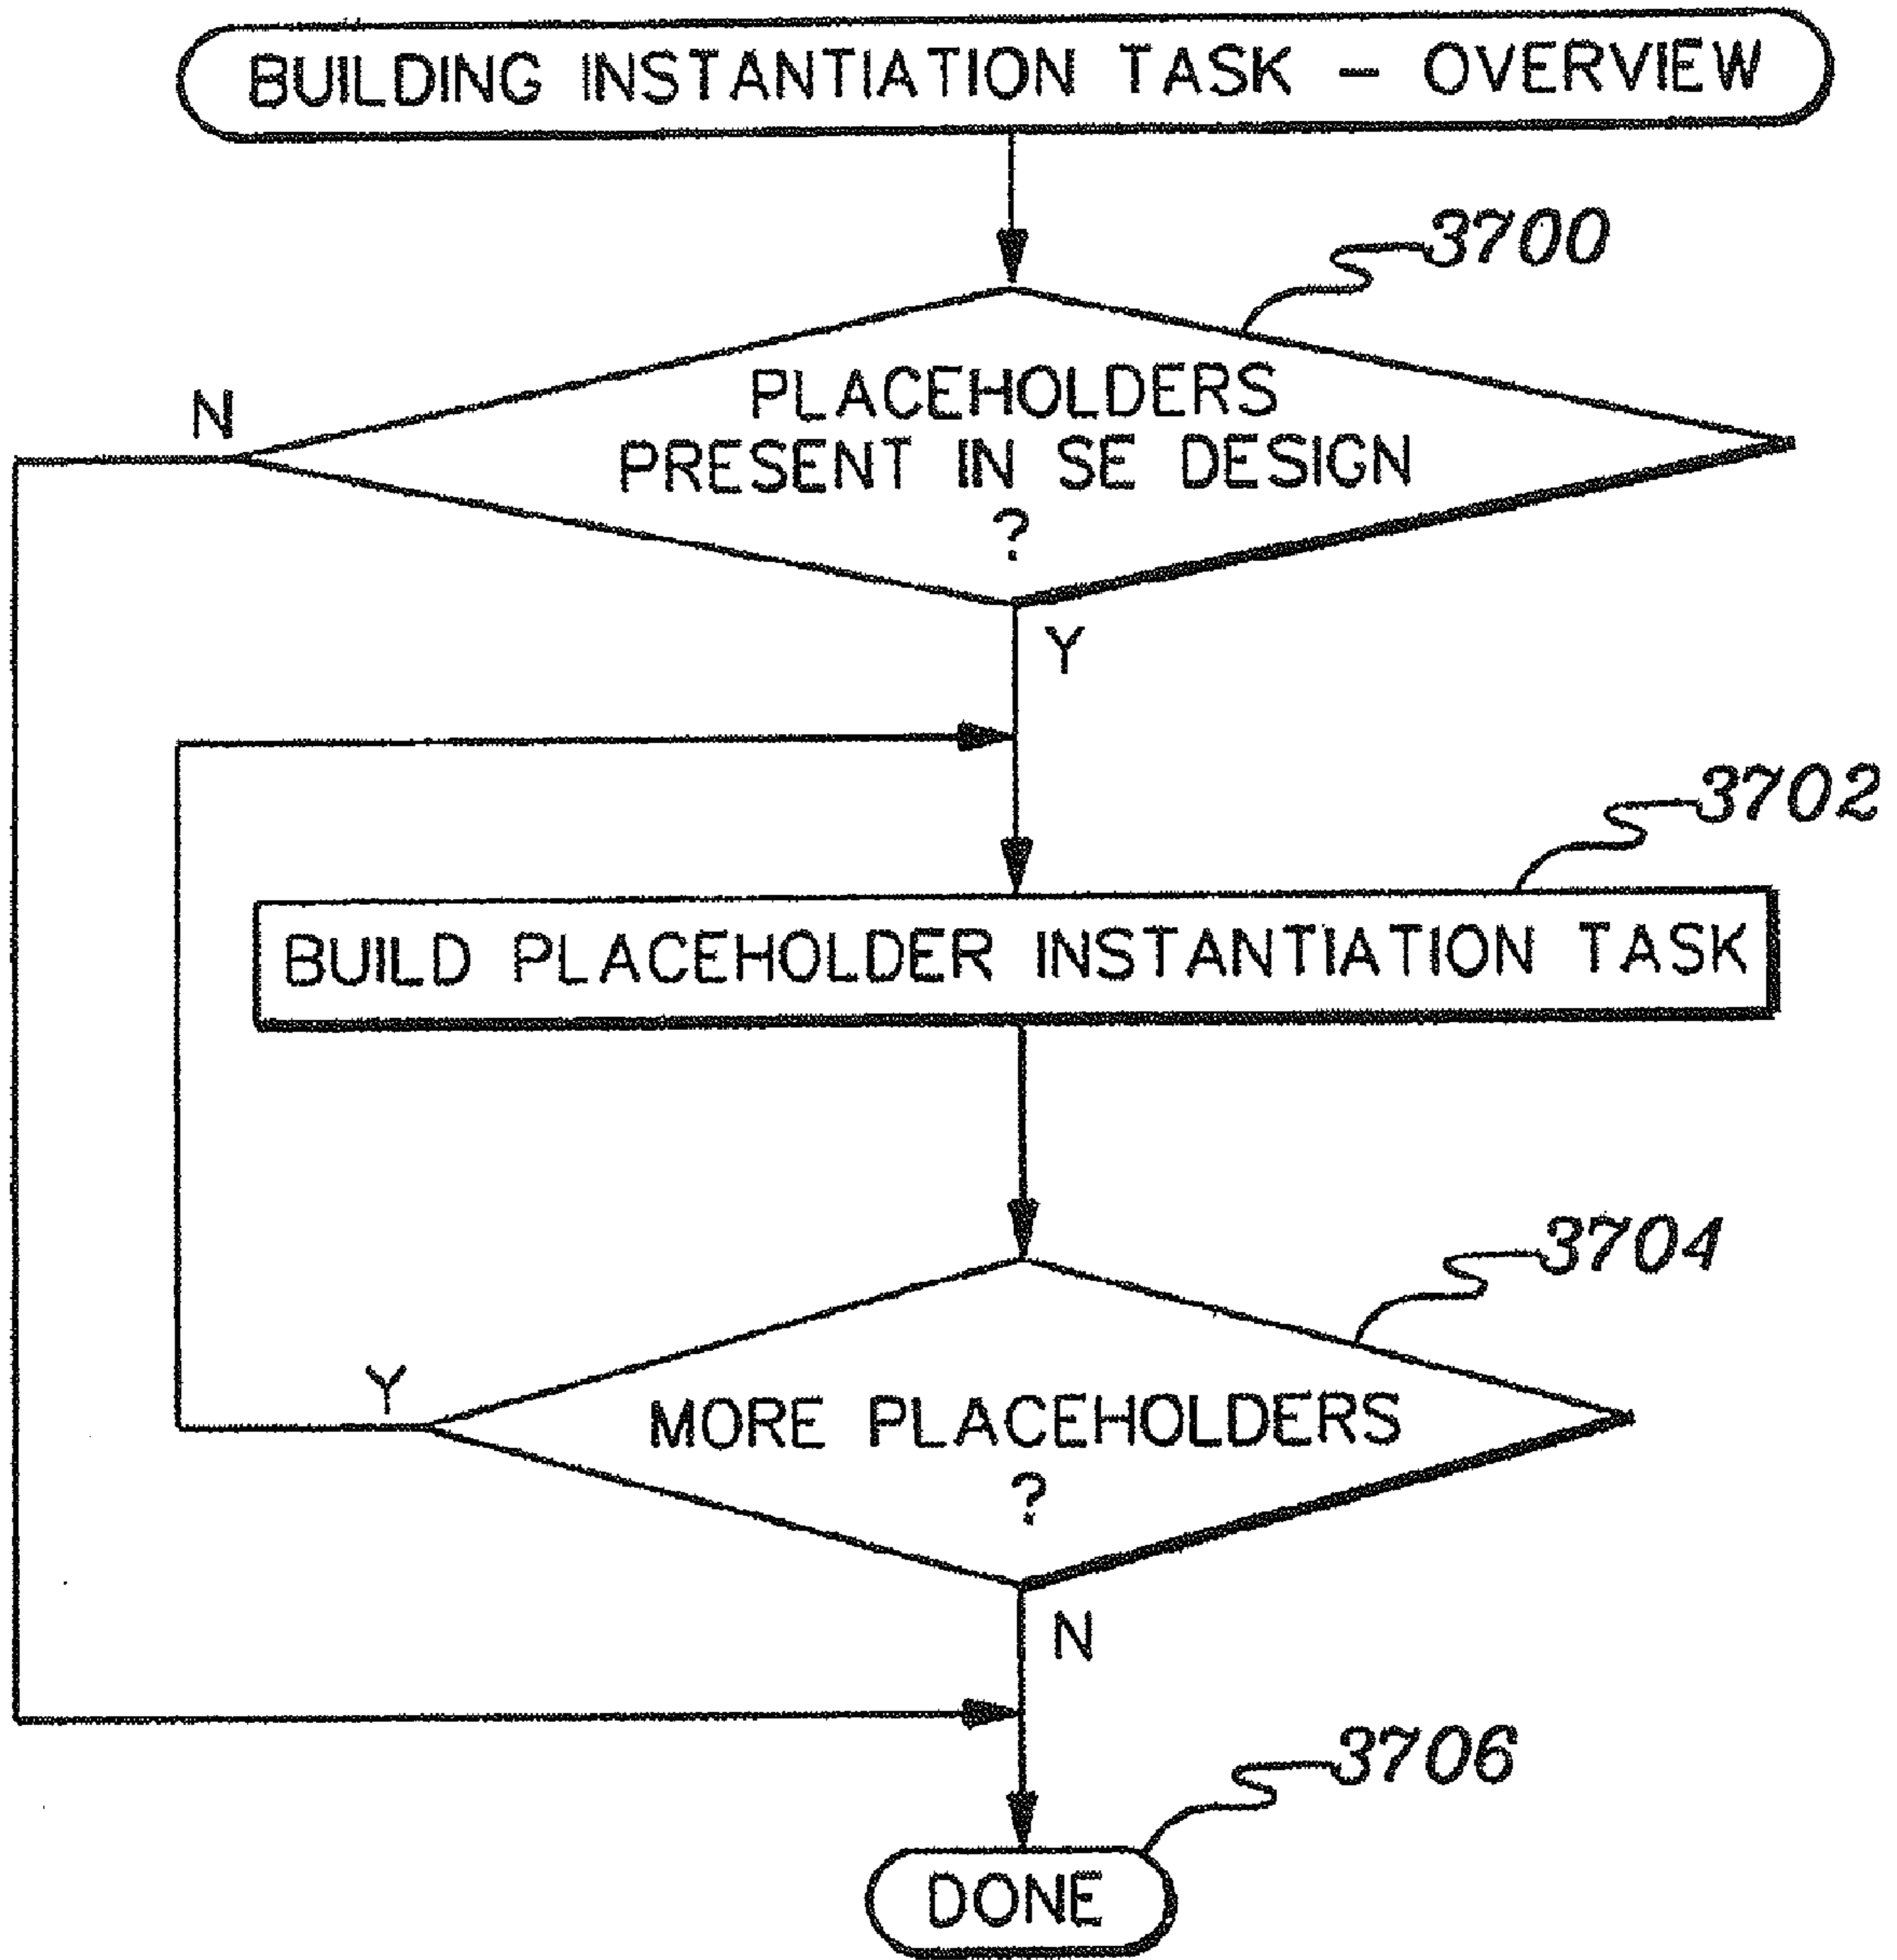 BUILDING INSTANTIATION TASK - OVERVIEW
3700
N
PLACEHOLDERS
PRESENT IN SE DESIGN
?
Y
3702
BUILD PLACEHOLDER INSTANTIATION TASK
3704
Y
MORE PLACEHOLDERS
?
N
3706
DONE